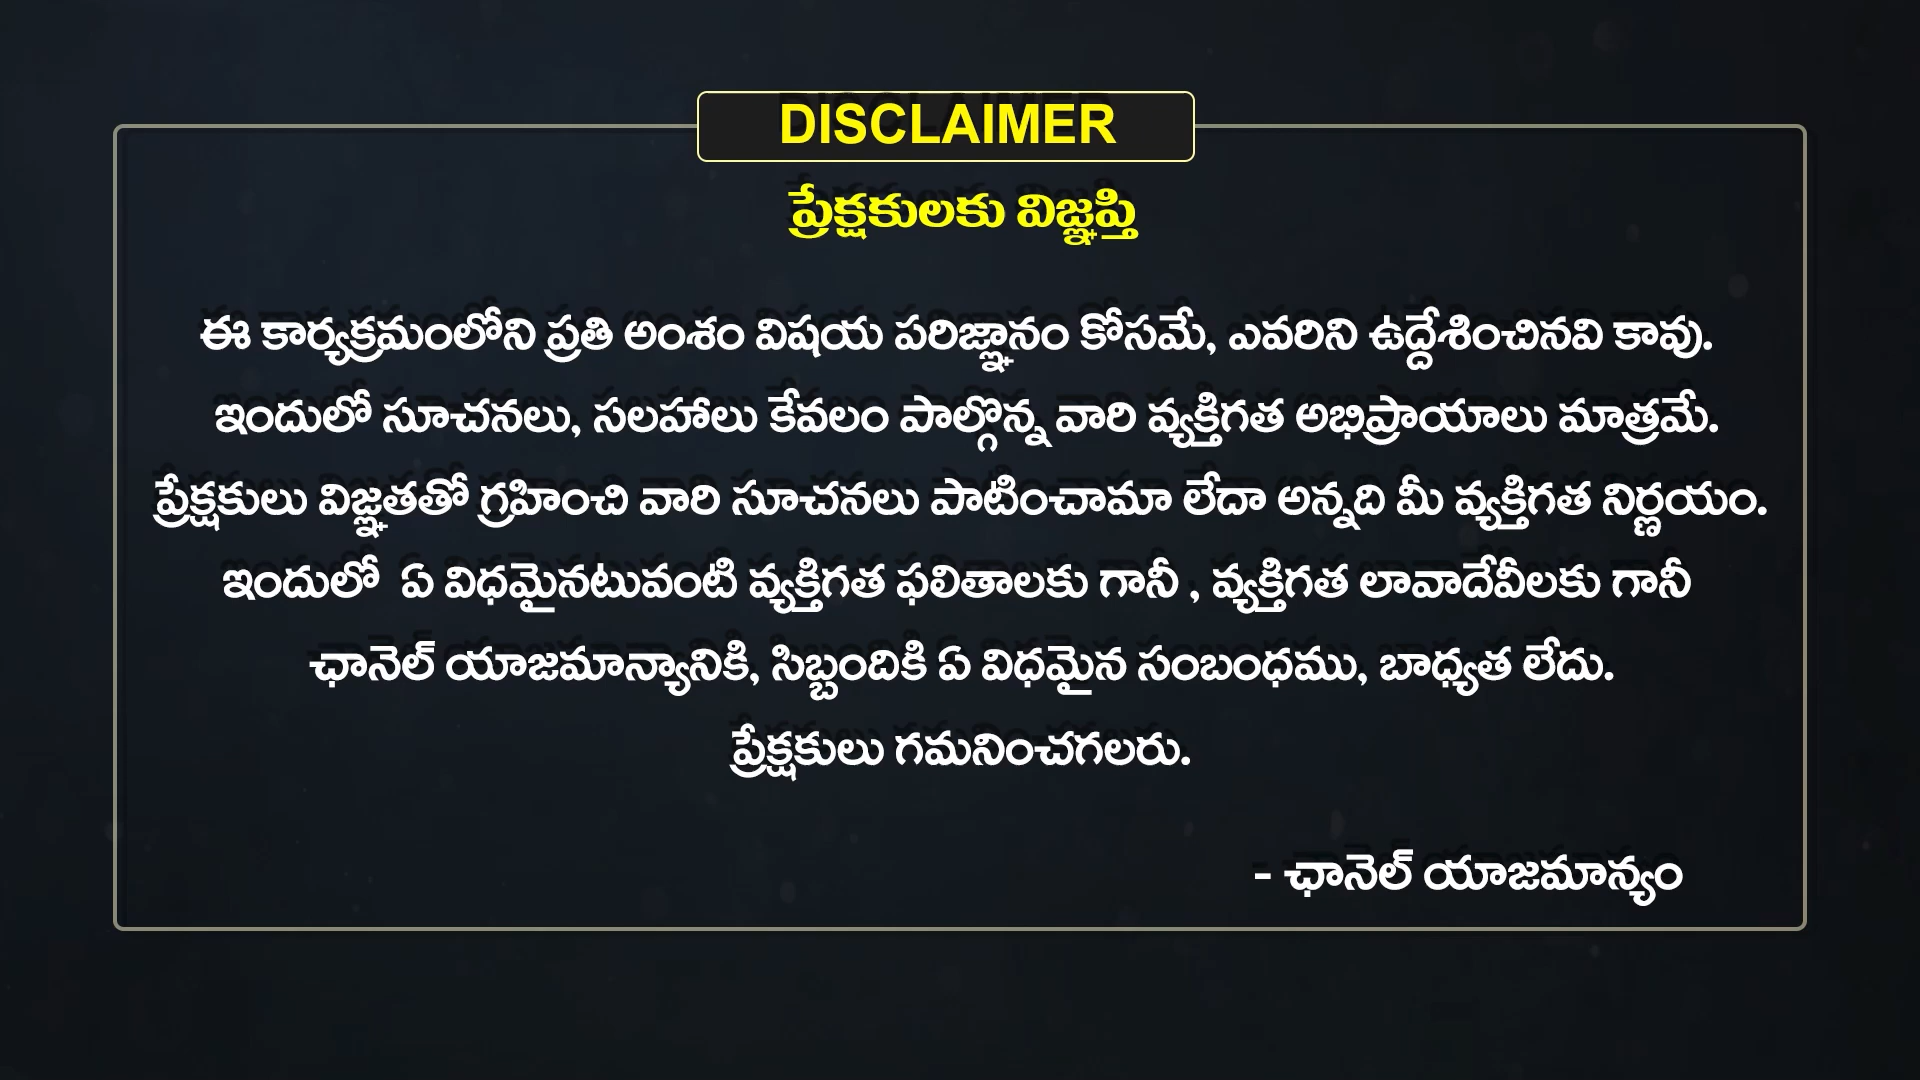 DISCLAIMER
ప్రేక్షకులకు విజ్ఞప్తి
ఈ కార్యక్రమంలోని ప్రతి అంశం విషయ పరిజ్ఞానం కోసమే, ఎవరిని ఉద్దేశించినవి కావు.
ఇందులో సూచనలు, సలహాలు కేవలం పాల్గొన్న వారి వ్యక్తిగత అభిప్రాయాలు మాత్రమే.
ప్రేక్షకులు విజ్ఞతతో గ్రహించి వారి సూచనలు పాటించామా లేదా అన్నది మీ వ్యక్తిగత నిర్ణయం.
ఇందులో ఏ విధమైనటువంటి వ్యక్తిగత ఫలితాలకు గానీ , వ్యక్తిగత లావాదేవీలకు గానీ
ఛానెల్ యాజమాన్యానికి, సిబ్బందికి ఏ విధమైన సంబంధము, బాధ్యత లేదు.
ప్రేక్షకులు గమనించగలరు.
- ఛానెల్ యాజమాన్యం